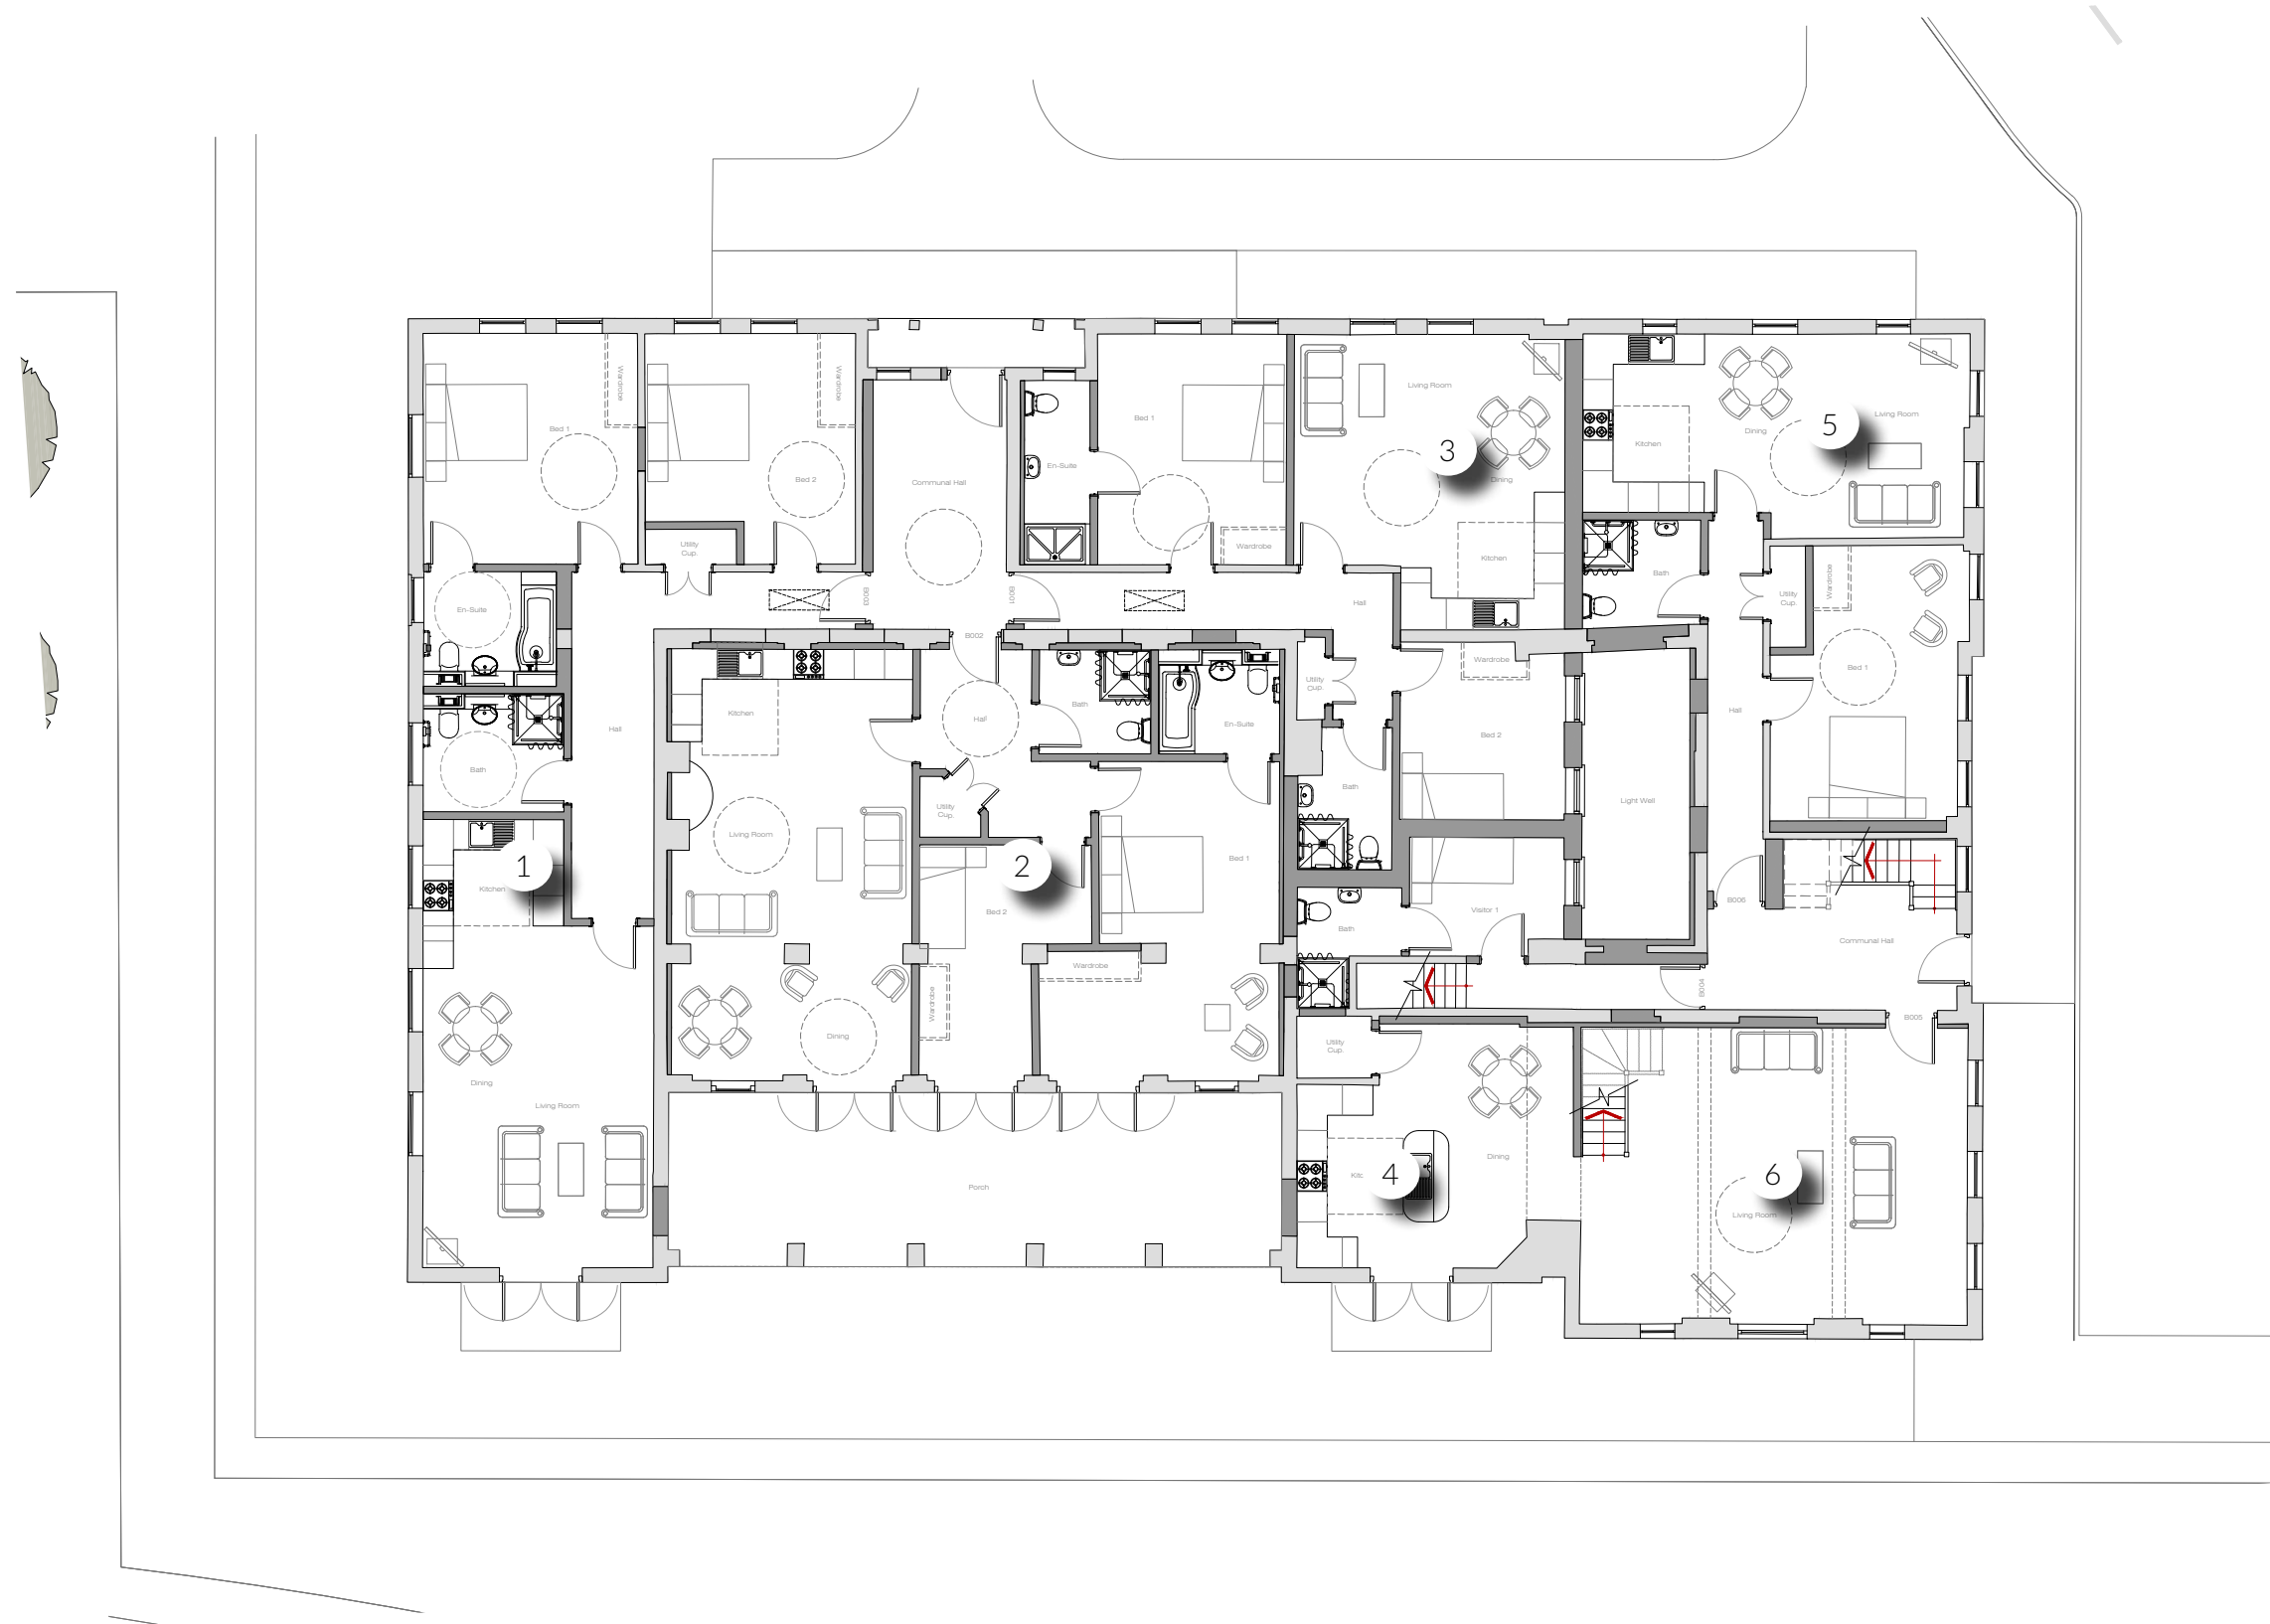 Bed 1
Wardrobe
Wardrobe
Bed 2
Utility
Cup.
Communal Hall
En-Suite
Bed 1
Wardrobe
Living Room
3
Dining
Kitchen
Kitchen
Dining
5
Living Room
En-Suite
Bath
Hall
B003
B001
B002
Hall
Bath
Utility
Cup.
Wardrobe
Bed 1
Kitchen
Hall
Bath
En-Suite
Utility
Cup.
Wardrobe
Bed 2
Hall
Bath
Light Well
1
Kitchen
Living Room
Utility
Cup.
2
Bed 1
Bed 2
Wardrobe
Wardrobe
Visitor 1
Bath
B006
Communal Hall
B004
B005
Dining
Dining
Living Room
Porch
Utility
Cup.
Kitc
4
Dining
6
Living Room